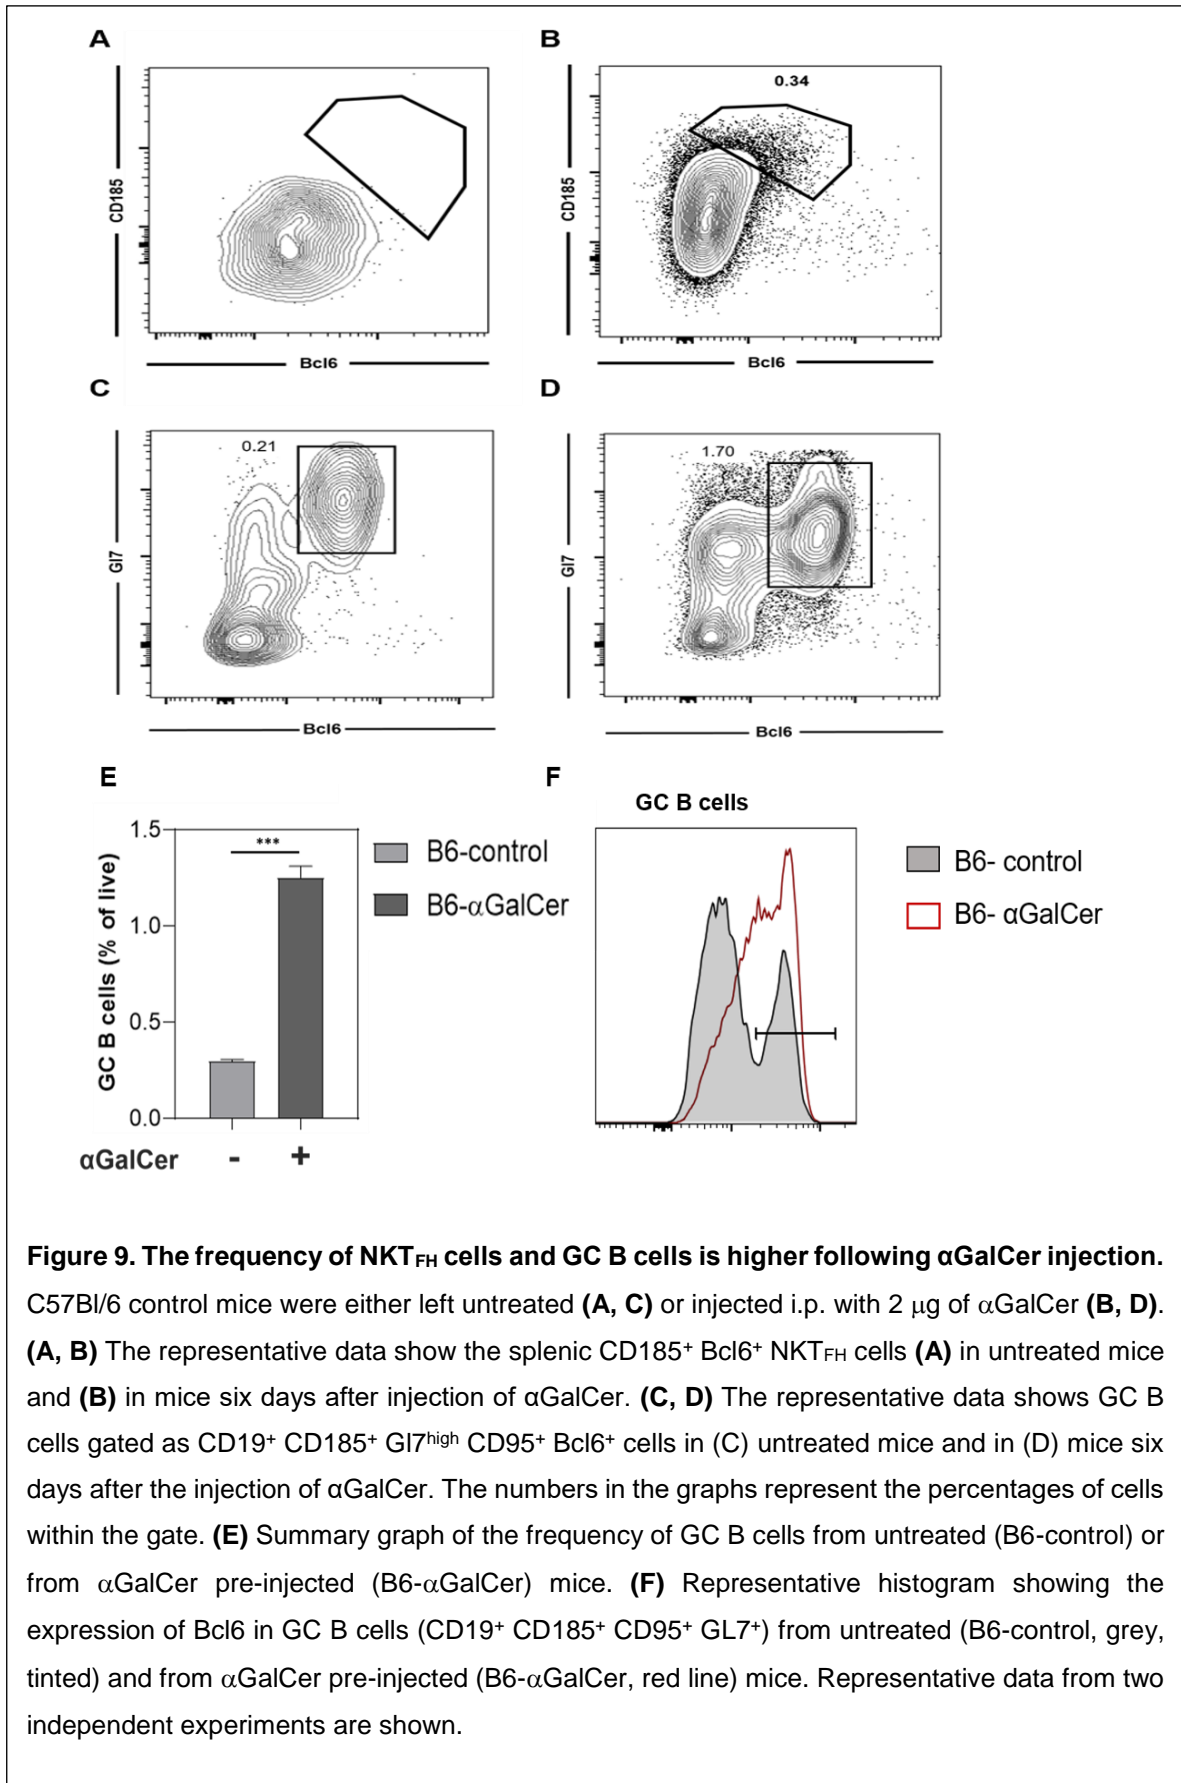 A
B
0.34
CD185
CD185
Bcl6
Bcl6
C
D
0.21
1.70
Gl7
Gl7
Bcl6
Bcl6
E
F
GC B cells
1.5
1.0
0.5
0.0
GC B cells (% of live)
***
B6-control
B6-αGalCer
αGalCer - +
B6- control
B6- αGalCer
Figure 9. The frequency of NKTFH cells and GC B cells is higher following αGalCer injection.
C57Bl/6 control mice were either left untreated (A, C) or injected i.p. with 2 μg of αGalCer (B, D).
(A, B) The representative data show the splenic CD185+ Bcl6+ NKTFH cells (A) in untreated mice
and (B) in mice six days after injection of αGalCer. (C, D) The representative data shows GC B
cells gated as CD19+ CD185+ Gl7high CD95+ Bcl6+ cells in (C) untreated mice and in (D) mice six
days after the injection of αGalCer. The numbers in the graphs represent the percentages of cells
within the gate. (E) Summary graph of the frequency of GC B cells from untreated (B6-control) or
from αGalCer pre-injected (B6-αGalCer) mice. (F) Representative histogram showing the
expression of Bcl6 in GC B cells (CD19+ CD185+ CD95+ GL7+) from untreated (B6-control, grey,
tinted) and from αGalCer pre-injected (B6-αGalCer, red line) mice. Representative data from two
independent experiments are shown.